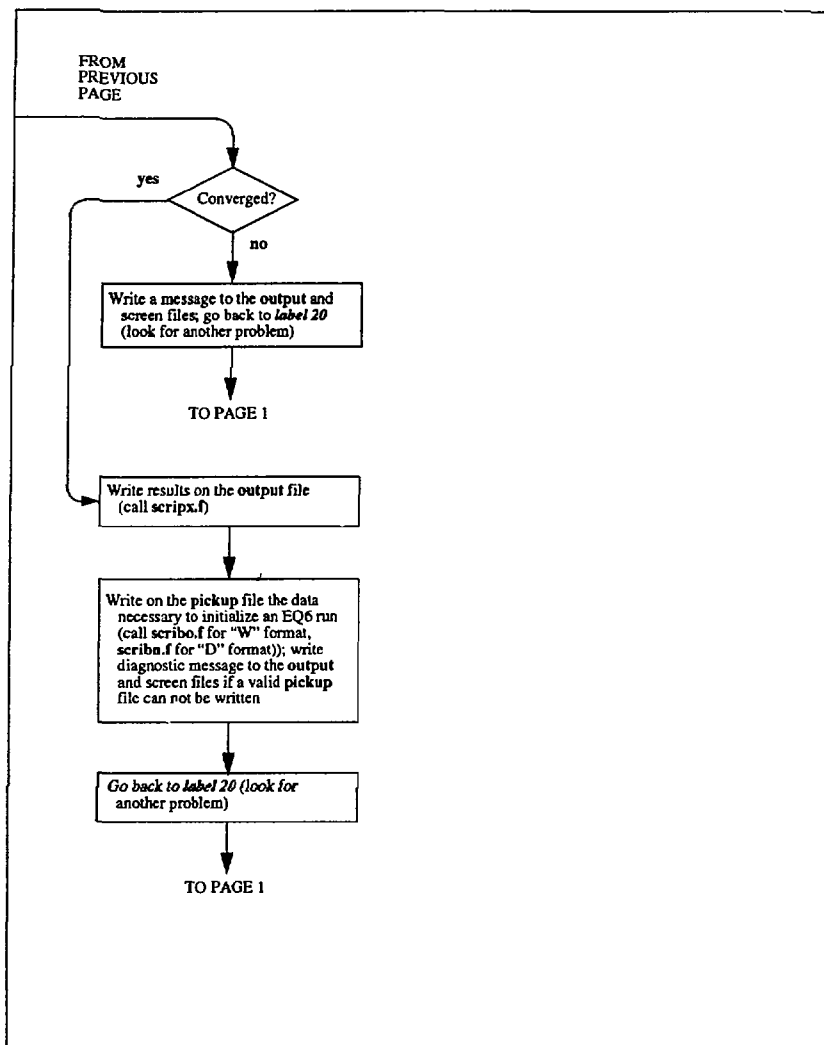 FROM
PREVIOUS
PAGE
yes
Converged?
no
Write a message to the output and
screen files; go back to label 20
(look for another problem)
TO PAGE 1
Write results on the output file
(call scripx.f)
Write on the pickup file the data
necessary to initialize an EQ6 run
(call scribo.f for "W" format,
scribn.f for "D" format)); write
diagnostic message to the output
and screen files if a valid pickup
file can not be written
Go back to label 20 (look for
another problem)
TO PAGE 1